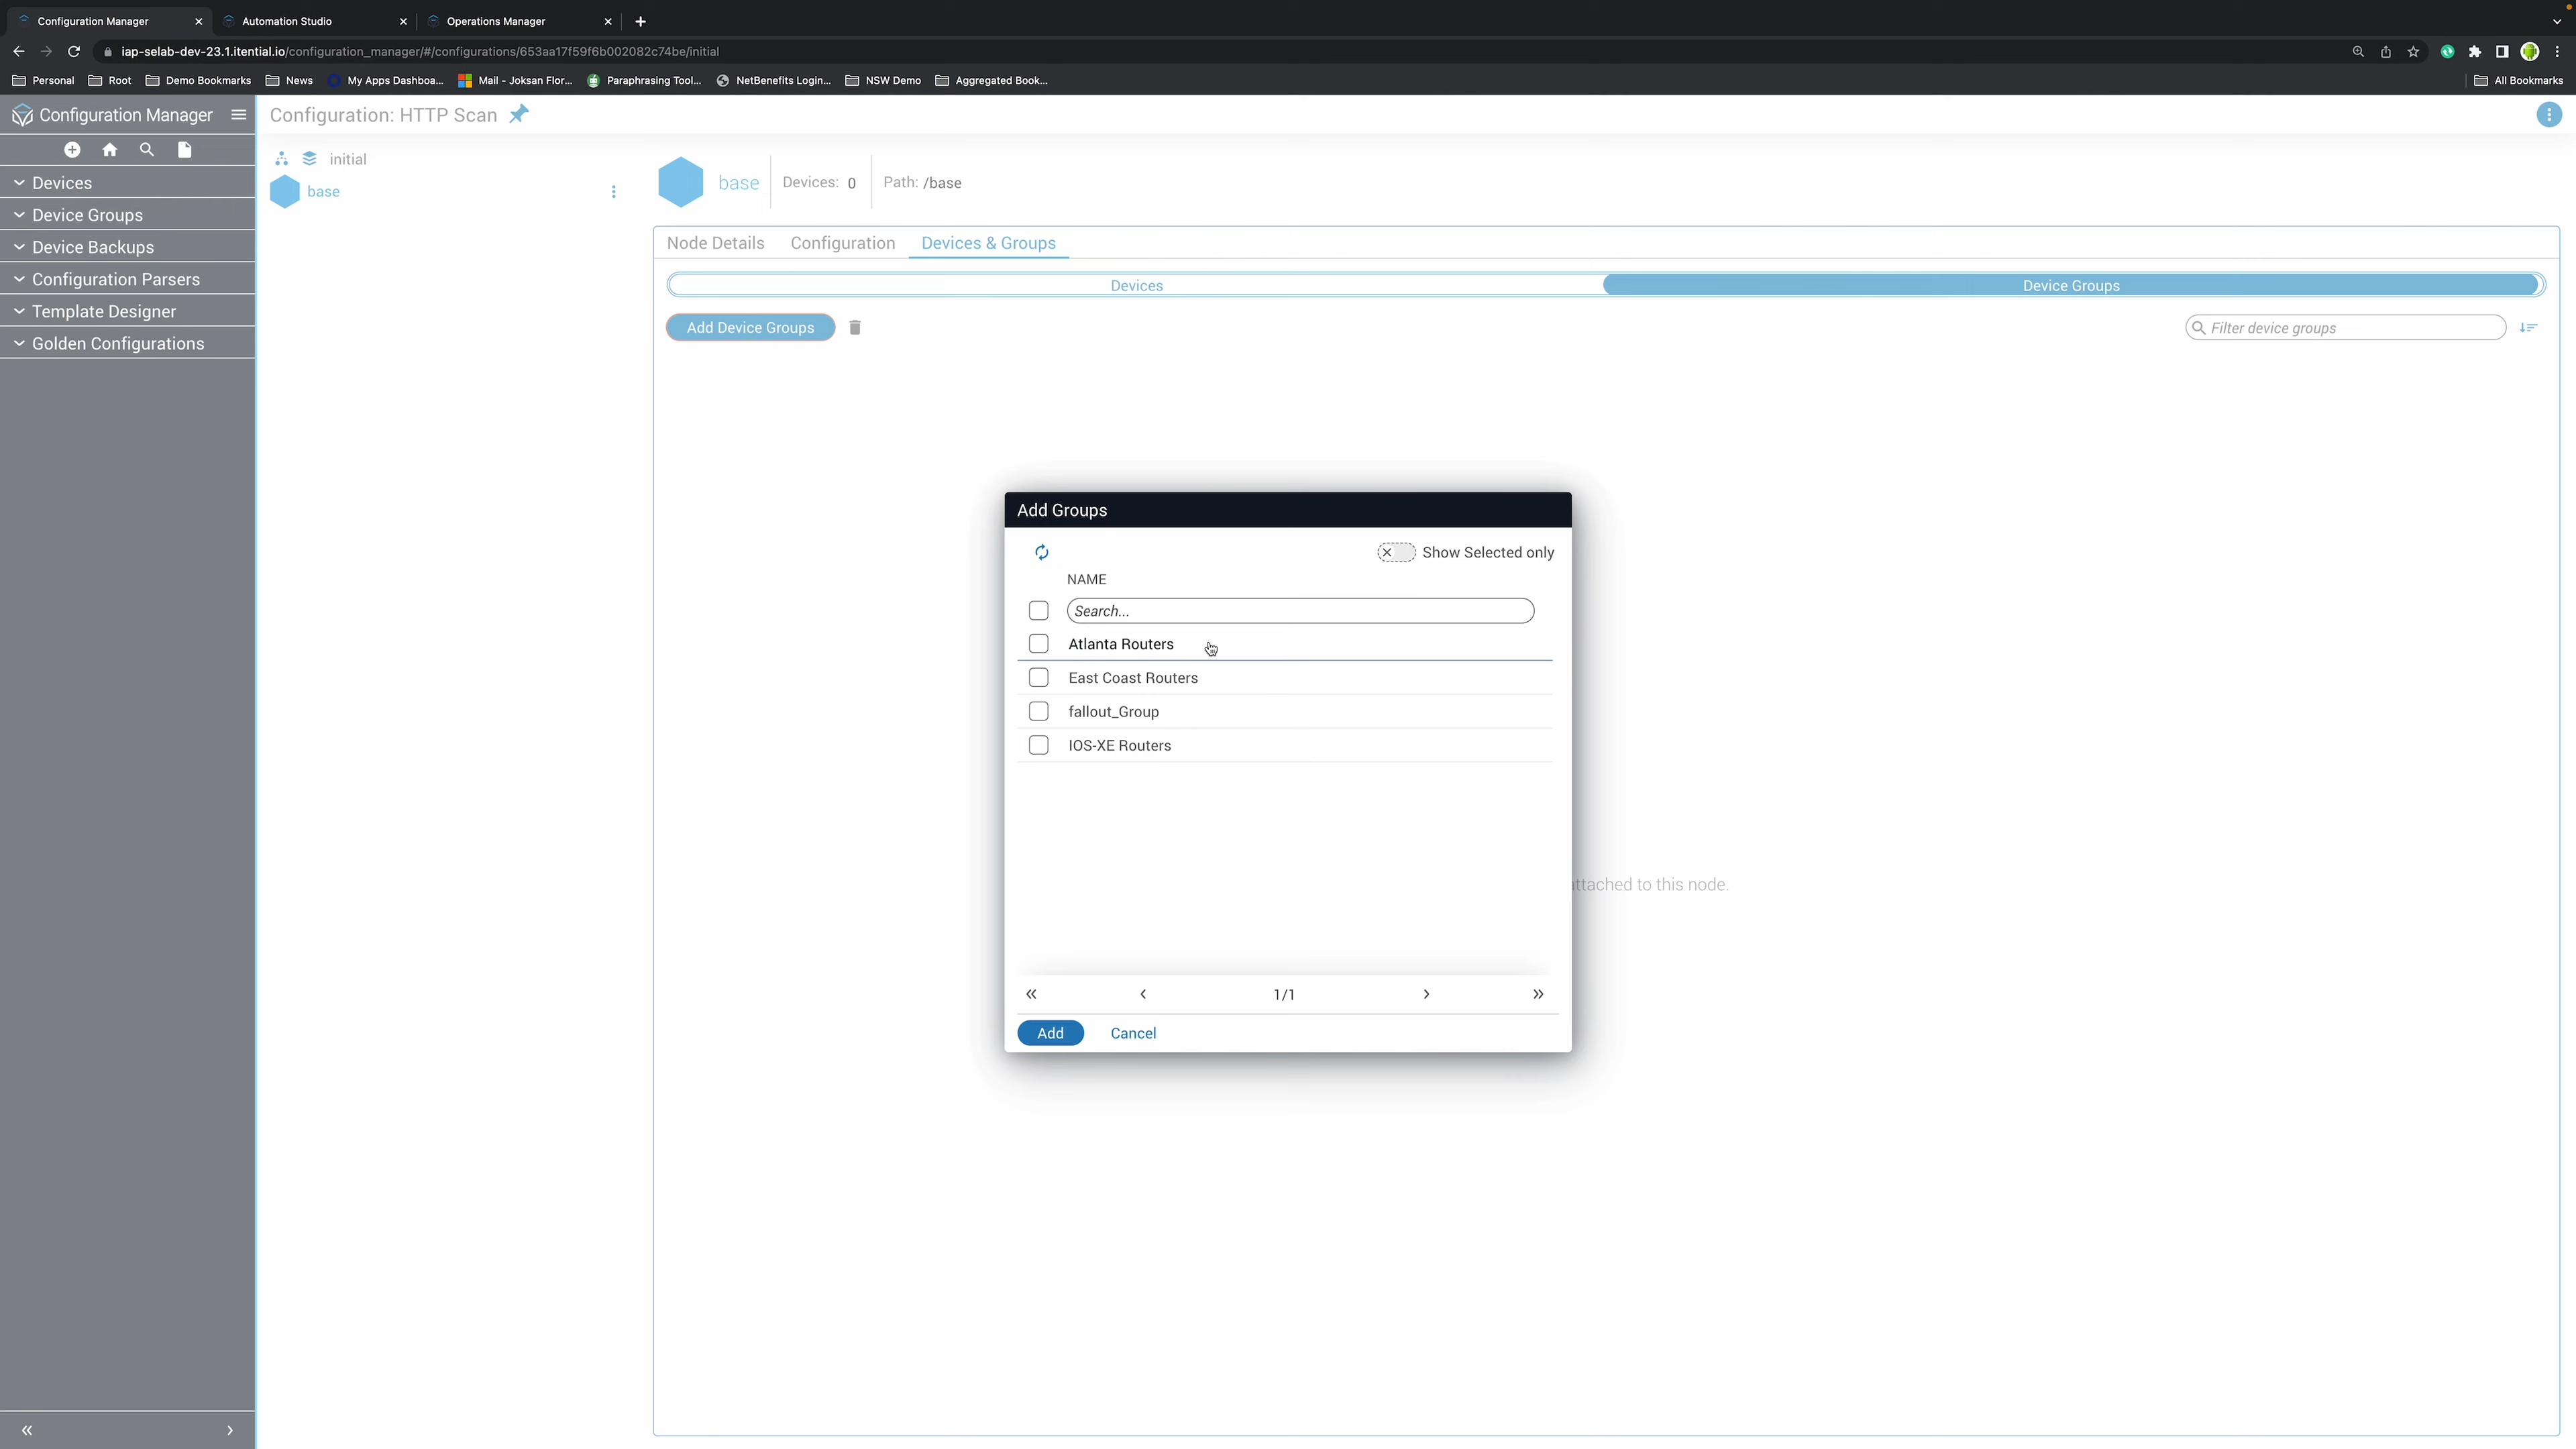 Configuration Manager
Automation Studio
Operations Manager
iap-selab-dev-23.1.itential.io/configuration_manager/#/configurations/653aa17f59f6b002082c74be/initial
Personal
Root
Demo Bookmarks
News
My Apps Dashboa...
Mail - Joksan Flor...
Paraphrasing Tool...
NetBenefits Login...
NSW Demo
Aggregated Book...
All Bookmarks
Configuration Manager
Configuration: HTTP Scan
initial
base
base
Devices: 0
Path: /base
Devices
Device Groups
Device Backups
Configuration Parsers
Template Designer
Golden Configurations
Node Details
Configuration
Devices & Groups
Devices
Device Groups
Add Device Groups
Filter device groups
Add Groups
Show Selected only
NAME
Search...
Atlanta Routers
East Coast Routers
fallout_Group
IOS-XE Routers
ttached to this node.
1/1
Add
Cancel